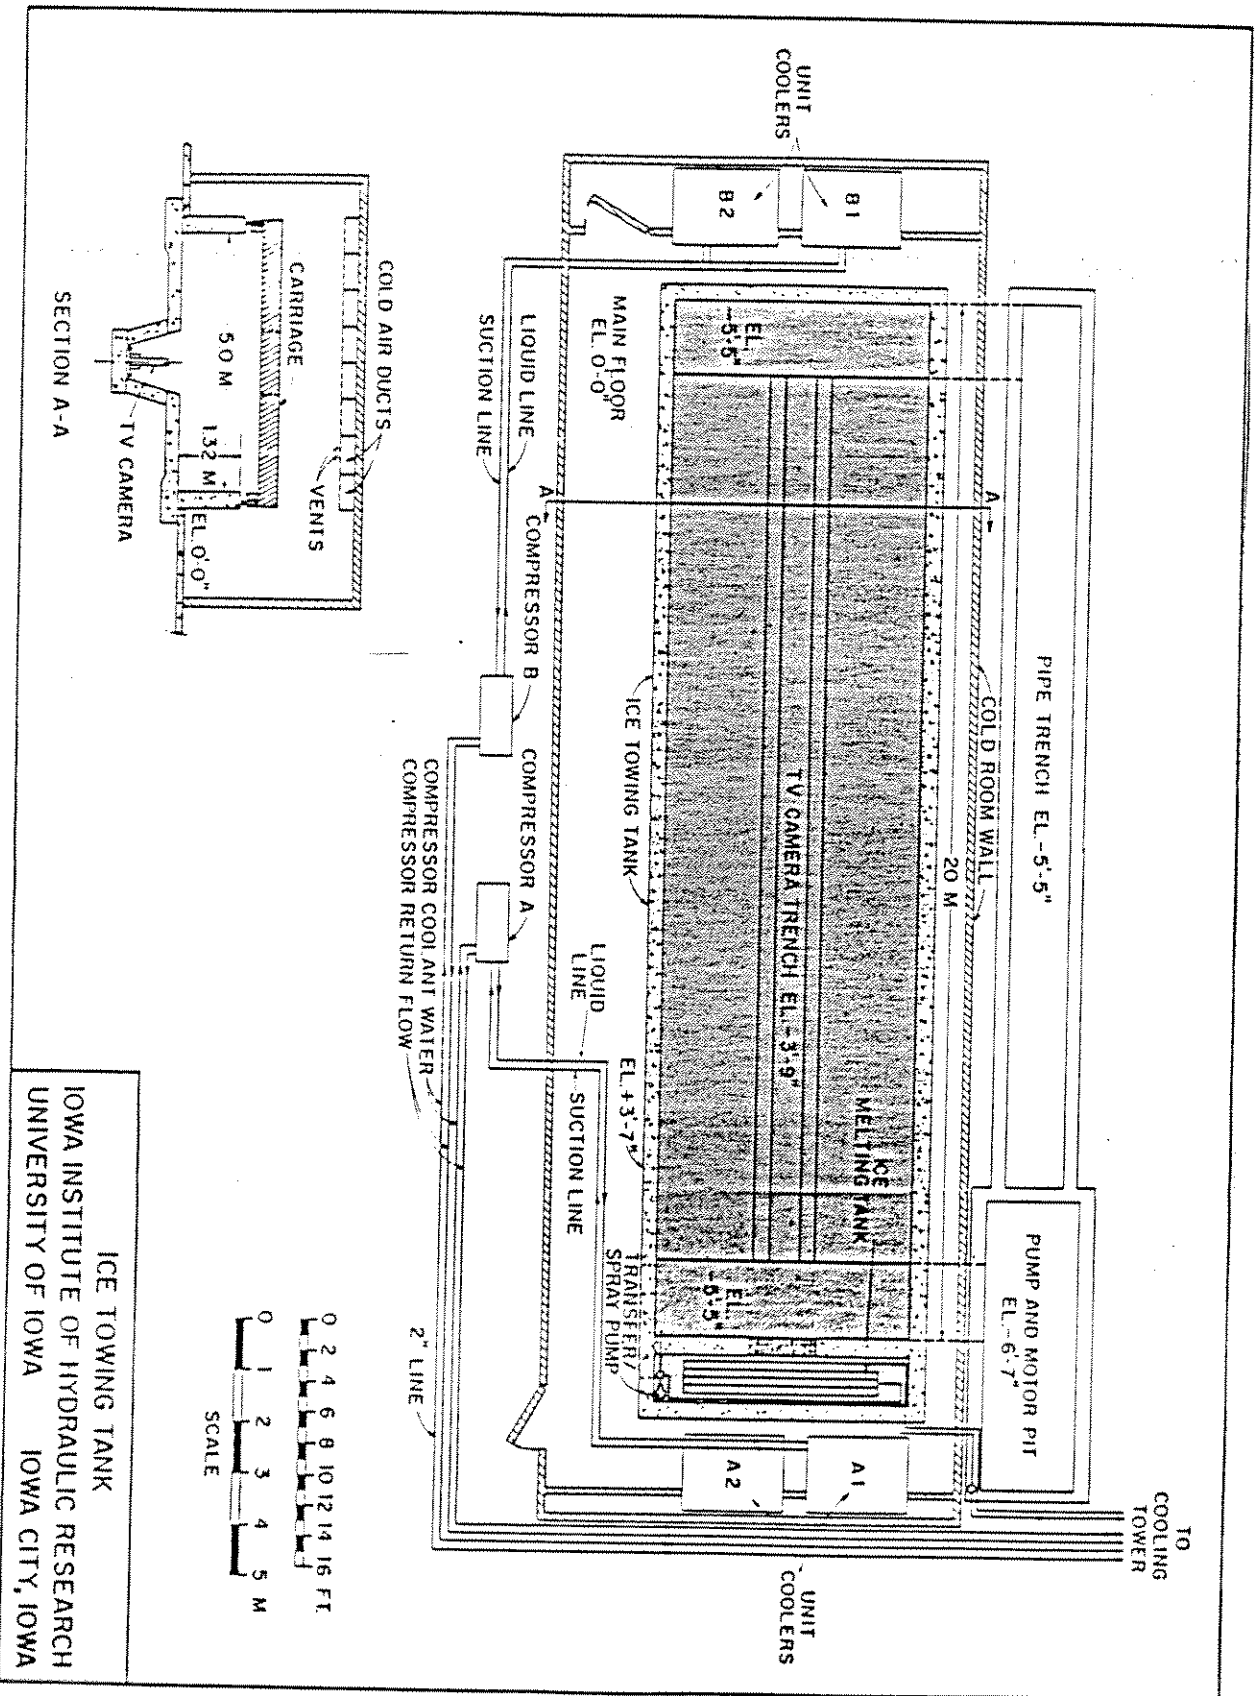 TO
COOLING
TOWER
PIPE TRENCH EL.-5'-5"
PUMP AND MOTOR PIT
EL.-6'-7"
COLD ROOM WALL
20 M
UNIT
COOLERS
B1
B2
A
A
EL.
-5'-5"
TV CAMERA TRENCH EL.-3'-9"
ICE
MELTING TANK
EL.
-5'-5"
A1
A2
UNIT
COOLERS
MAIN FLOOR
EL. 0'-0"
ICE TOWING TANK
EL.+3'-7"
TRANSFER/
SPRAY PUMP
LIQUID LINE
SUCTION LINE
COMPRESSOR B
COMPRESSOR A
LIQUID
LINE
SUCTION LINE
COMPRESSOR COOLANT WATER
COMPRESSOR RETURN FLOW
2" LINE
COLD AIR DUCTS
VENTS
CARRIAGE
5.0 M
1.32 M
EL. 0'-0"
TV CAMERA
SECTION A-A
0 2 4 6 8 10 12 14 16 FT.
0 1 2 3 4 5 M
SCALE
ICE TOWING TANK
IOWA INSTITUTE OF HYDRAULIC RESEARCH
UNIVERSITY OF IOWA IOWA CITY, IOWA